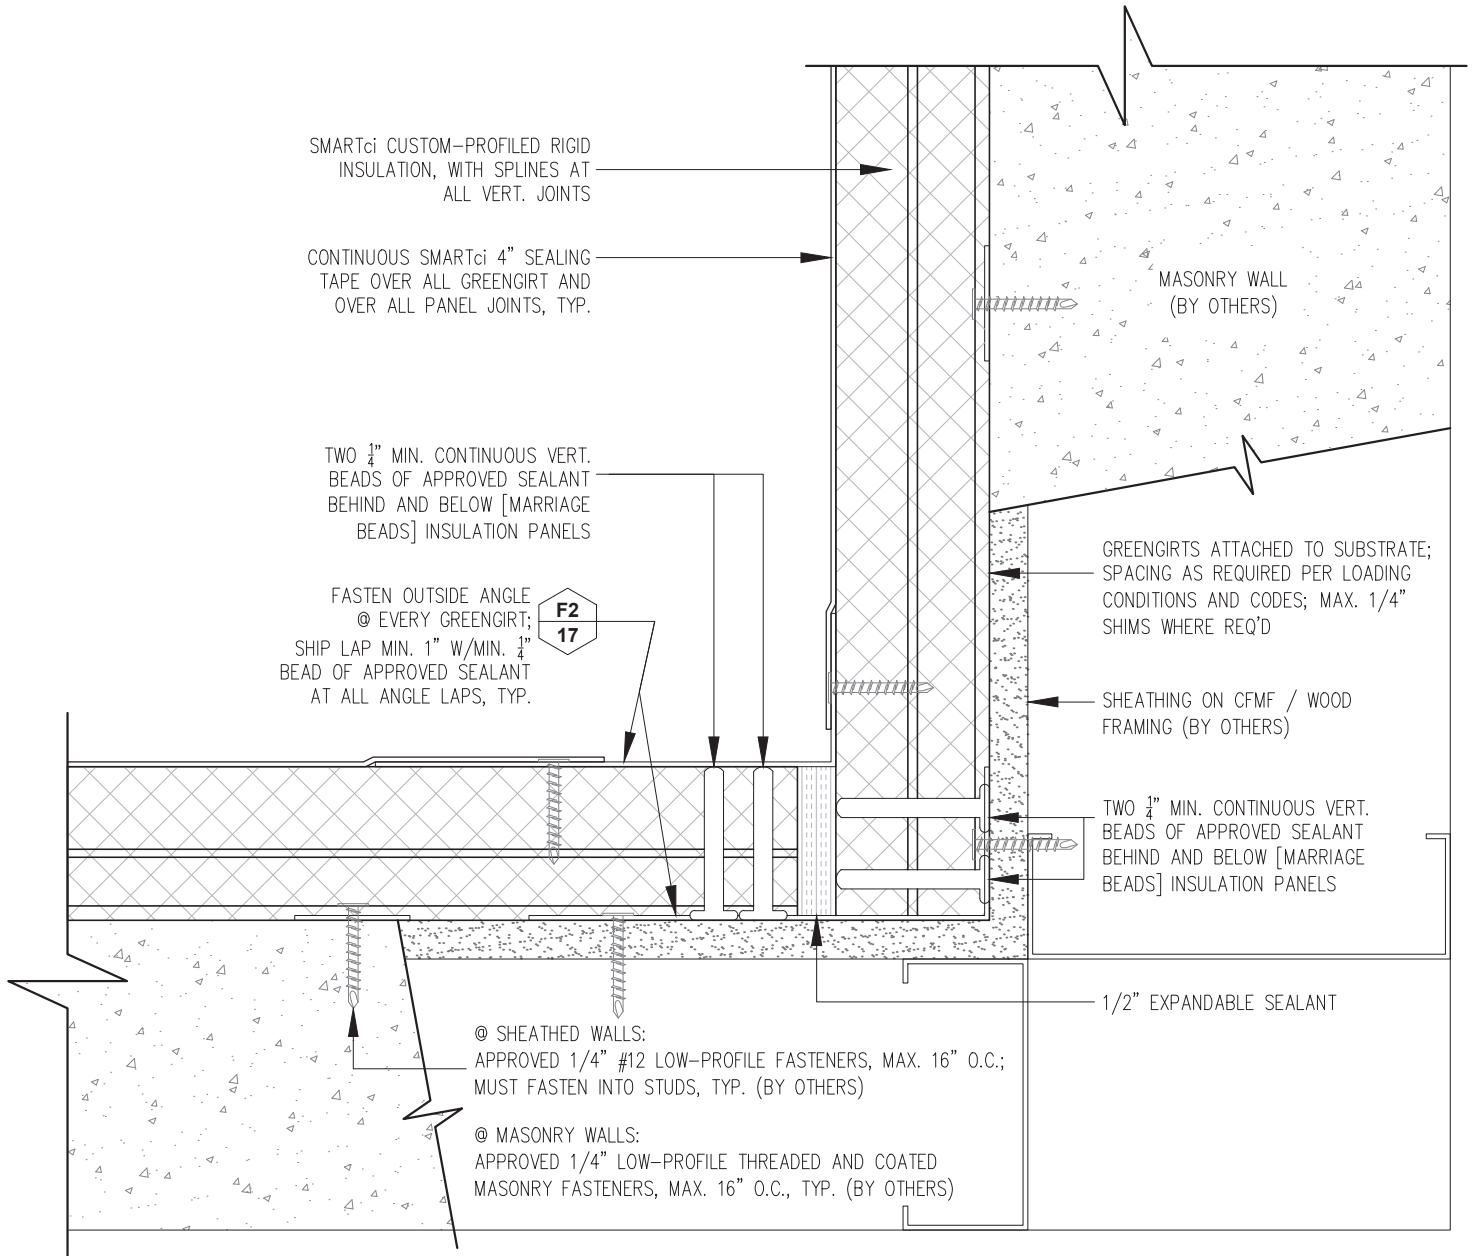 SMARTci CUSTOM-PROFILED RIGID
INSULATION, WITH SPLINES AT
ALL VERT. JOINTS
CONTINUOUS SMARTci 4" SEALING
TAPE OVER ALL GREENGIRT AND
OVER ALL PANEL JOINTS, TYP.
MASONRY WALL
(BY OTHERS)
TWO 1/4" MIN. CONTINUOUS VERT.
BEADS OF APPROVED SEALANT
BEHIND AND BELOW [MARRIAGE
BEADS] INSULATION PANELS
FASTEN OUTSIDE ANGLE
@ EVERY GREENGIRT;
SHIP LAP MIN. 1" W/MIN. 1/4"
BEAD OF APPROVED SEALANT
AT ALL ANGLE LAPS, TYP.
F2
17
GREENGIRTS ATTACHED TO SUBSTRATE;
SPACING AS REQUIRED PER LOADING
CONDITIONS AND CODES; MAX. 1/4"
SHIMS WHERE REQ'D
SHEATHING ON CFMF / WOOD
FRAMING (BY OTHERS)
TWO 1/4" MIN. CONTINUOUS VERT.
BEADS OF APPROVED SEALANT
BEHIND AND BELOW [MARRIAGE
BEADS] INSULATION PANELS
1/2" EXPANDABLE SEALANT
@ SHEATHED WALLS:
APPROVED 1/4" #12 LOW-PROFILE FASTENERS, MAX. 16" O.C.;
MUST FASTEN INTO STUDS, TYP. (BY OTHERS)
@ MASONRY WALLS:
APPROVED 1/4" LOW-PROFILE THREADED AND COATED
MASONRY FASTENERS, MAX. 16" O.C., TYP. (BY OTHERS)